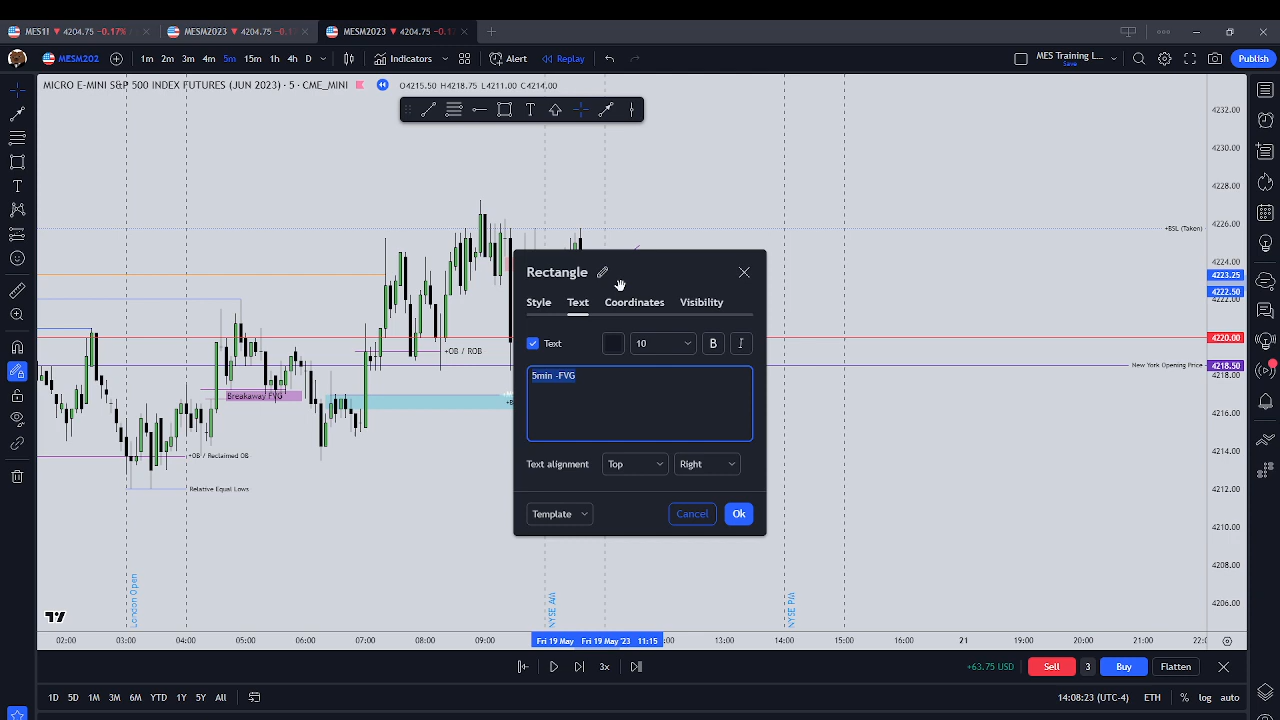 MES1! ▼ 4204.75 -0.17%
MESM2023 ▼ 4204.75 -0.1
MESM2023 ▼ 4204.75 -0.17
MESM202
1m 2m 3m 4m 5m 15m 1h 4h D
Indicators
Alert
Replay
MES Training l...
Save
Publish
MICRO E-MINI S&P 500 INDEX FUTURES (JUN 2023) · 5 · CME_MINI
O4215.50 H4218.75 L4211.00 C4214.00
4232.00
4230.00
4228.00
4226.00
4224.00
4223.25
4222.50
4222.00
4220.00
4218.50
4218.00
4216.00
4214.00
4212.00
4210.00
4208.00
4206.00
+BSL (Taken)
New York Opening Price
+OB / ROB
Breakaway FVG
+OB / Reclaimed OB
Relative Equal Lows
London Open
NYSE AM
NYSE PM
Rectangle
Style Text Coordinates Visibility
Text
10
B
I
5min -FVG
Text alignment
Top
Right
Template
Cancel
Ok
02:00 03:00 04:00 05:00 06:00 07:00 08:00 09:00 Fri 19 May Fri 19 May '23 11:15 :00 13:00 14:00 15:00 16:00 21 19:00 20:00 21:00 22:
3x
+63.75 USD
Sell
3
Buy
Flatten
1D 5D 1M 3M 6M YTD 1Y 5Y All
14:08:23 (UTC-4)
ETH
%
log
auto